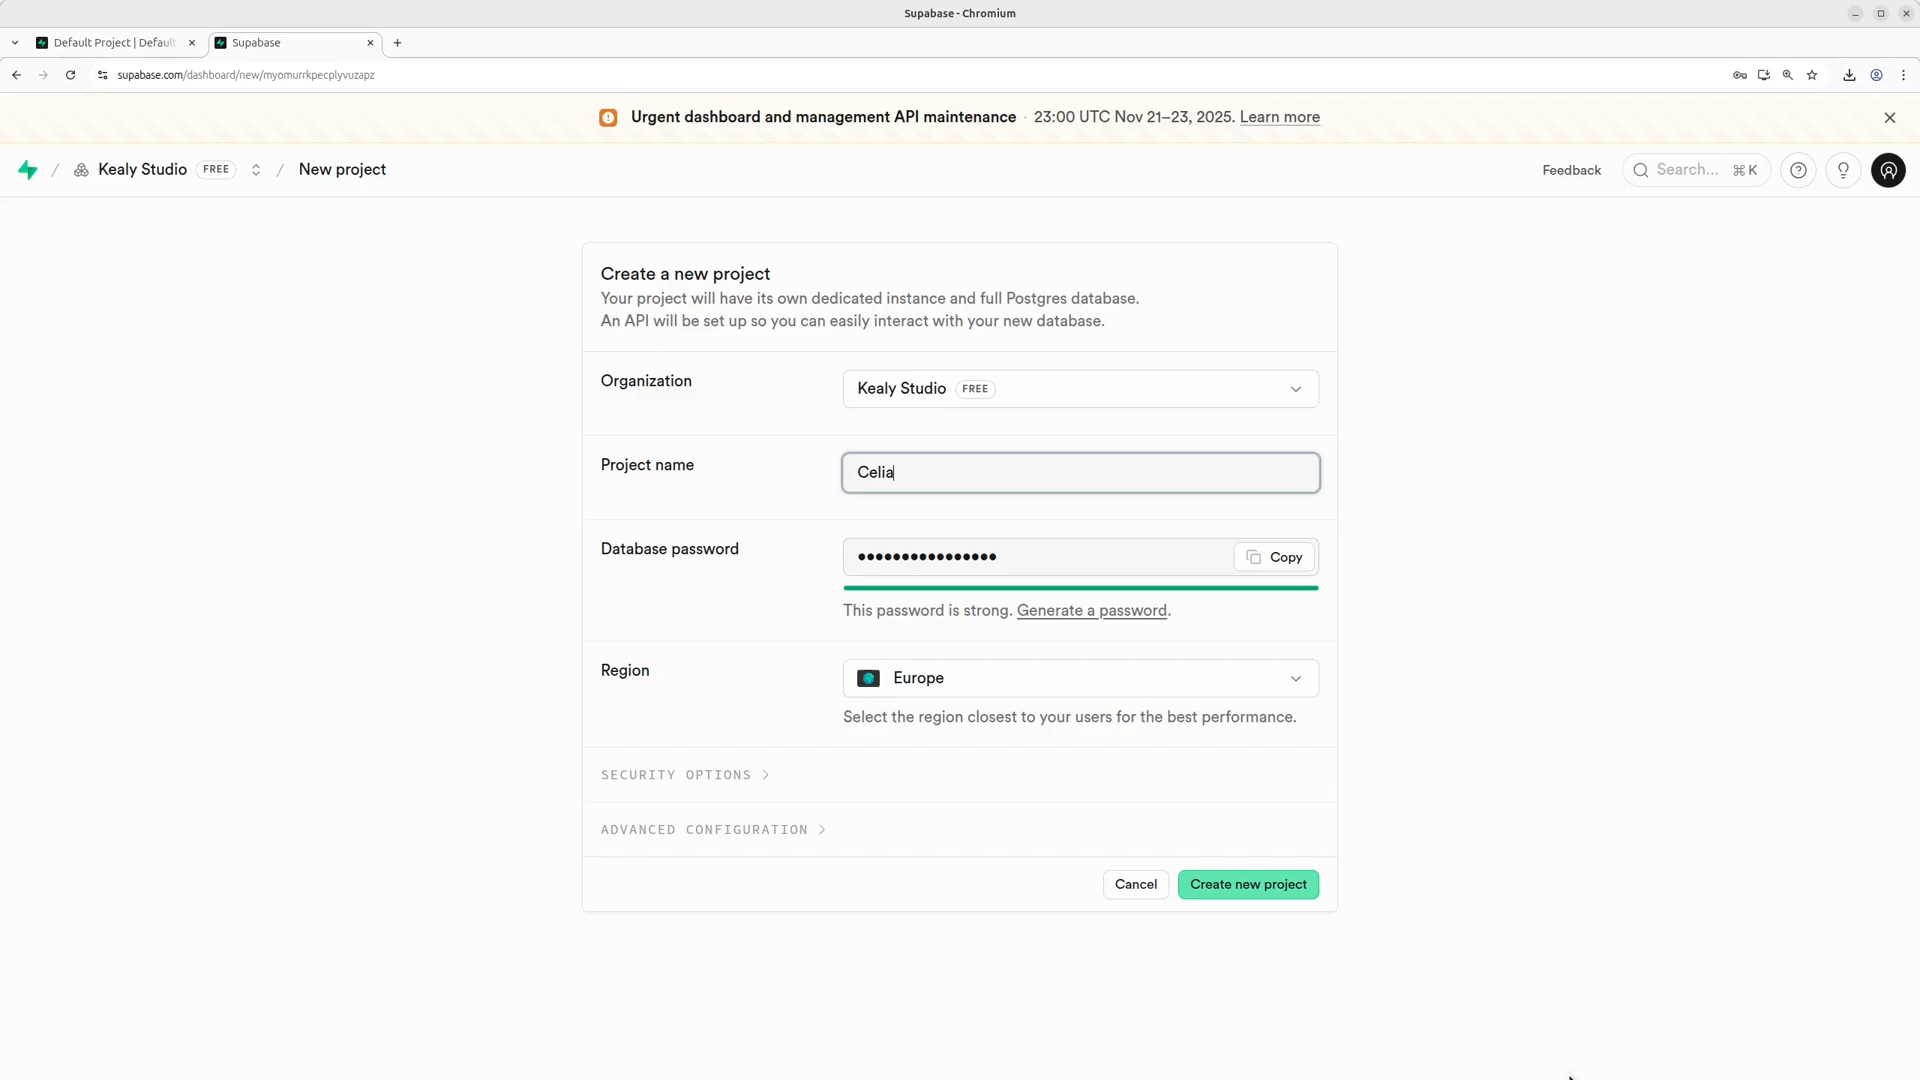 Supabase - Chromium
Default Project | Default
Supabase
supabase.com/dashboard/new/myomurrkpecplyvuzapz
Urgent dashboard and management API maintenance · 23:00 UTC Nov 21–23, 2025. Learn more
/ Kealy Studio FREE / New project
Feedback
Search... ⌘K
Create a new project
Your project will have its own dedicated instance and full Postgres database.
An API will be set up so you can easily interact with your new database.
Organization
Kealy Studio FREE
Project name
Celia
Database password
••••••••••••••••
Copy
This password is strong. Generate a password.
Region
Europe
Select the region closest to your users for the best performance.
SECURITY OPTIONS
ADVANCED CONFIGURATION
Cancel
Create new project